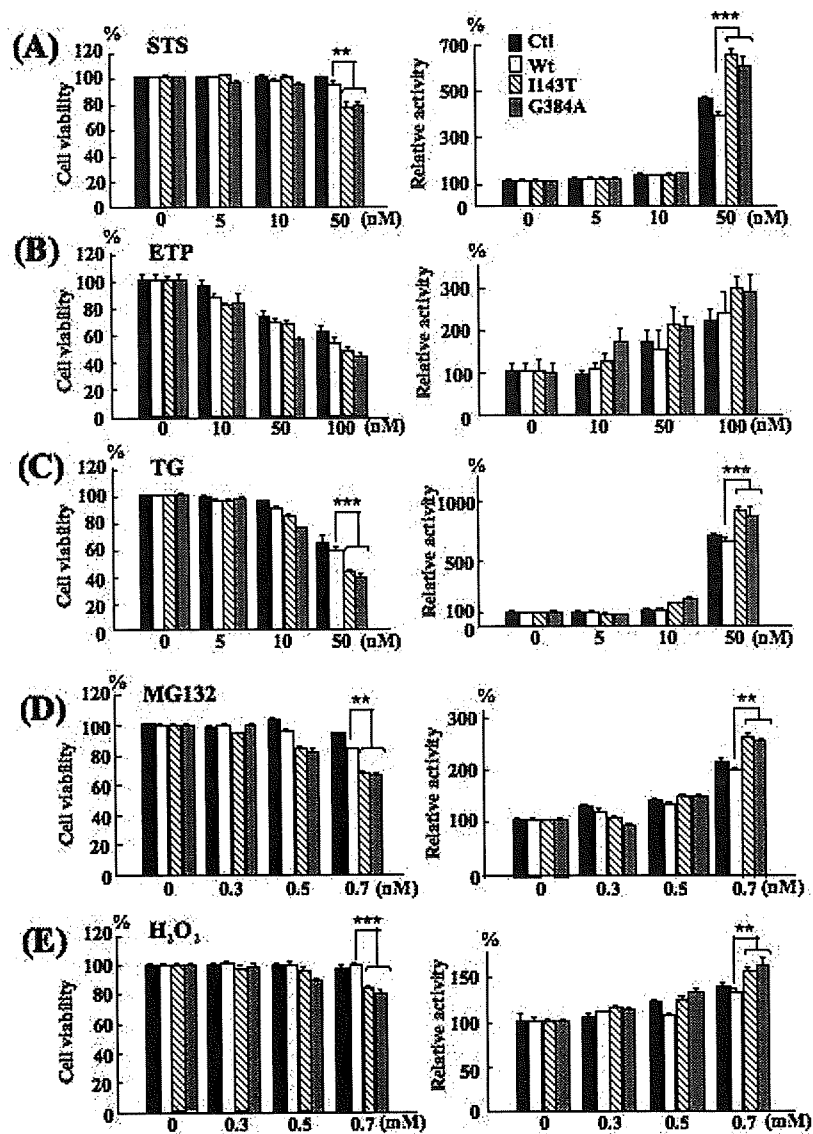 (A)
%
STS
**
Cell viability
120
100
80
60
40
20
0
0 5 10 50 (nM)
%
***
Relative activity
700
500
300
100
0
0 5 10 50 (nM)
Ctl
Wt
I143T
G384A
(B)
%
ETP
Cell viability
120
100
80
60
40
20
0
0 10 50 100 (nM)
%
Relative activity
300
200
100
0
0 10 50 100 (nM)
(C)
%
TG
***
Cell viability
120
100
80
60
40
20
0
0 5 10 50 (nM)
%
***
Relative activity
1000
500
100
0
0 5 10 50 (nM)
(D)
%
MG132
**
Cell viability
120
100
80
60
40
20
0
0 0.3 0.5 0.7 (nM)
%
**
Relative activity
300
200
100
0
0 0.3 0.5 0.7 (nM)
(E)
%
H₂O₂
***
Cell viability
120
100
80
60
40
20
0
0 0.3 0.5 0.7 (mM)
%
**
Relative activity
150
100
50
0
0 0.3 0.5 0.7 (mM)